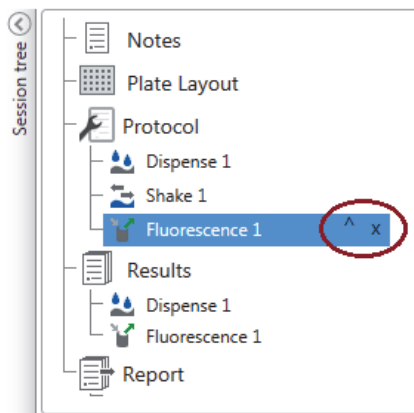 Session tree
Notes
Plate Layout
Protocol
Dispense 1
Shake 1
Fluorescence 1 ^ x
Results
Dispense 1
Fluorescence 1
Report